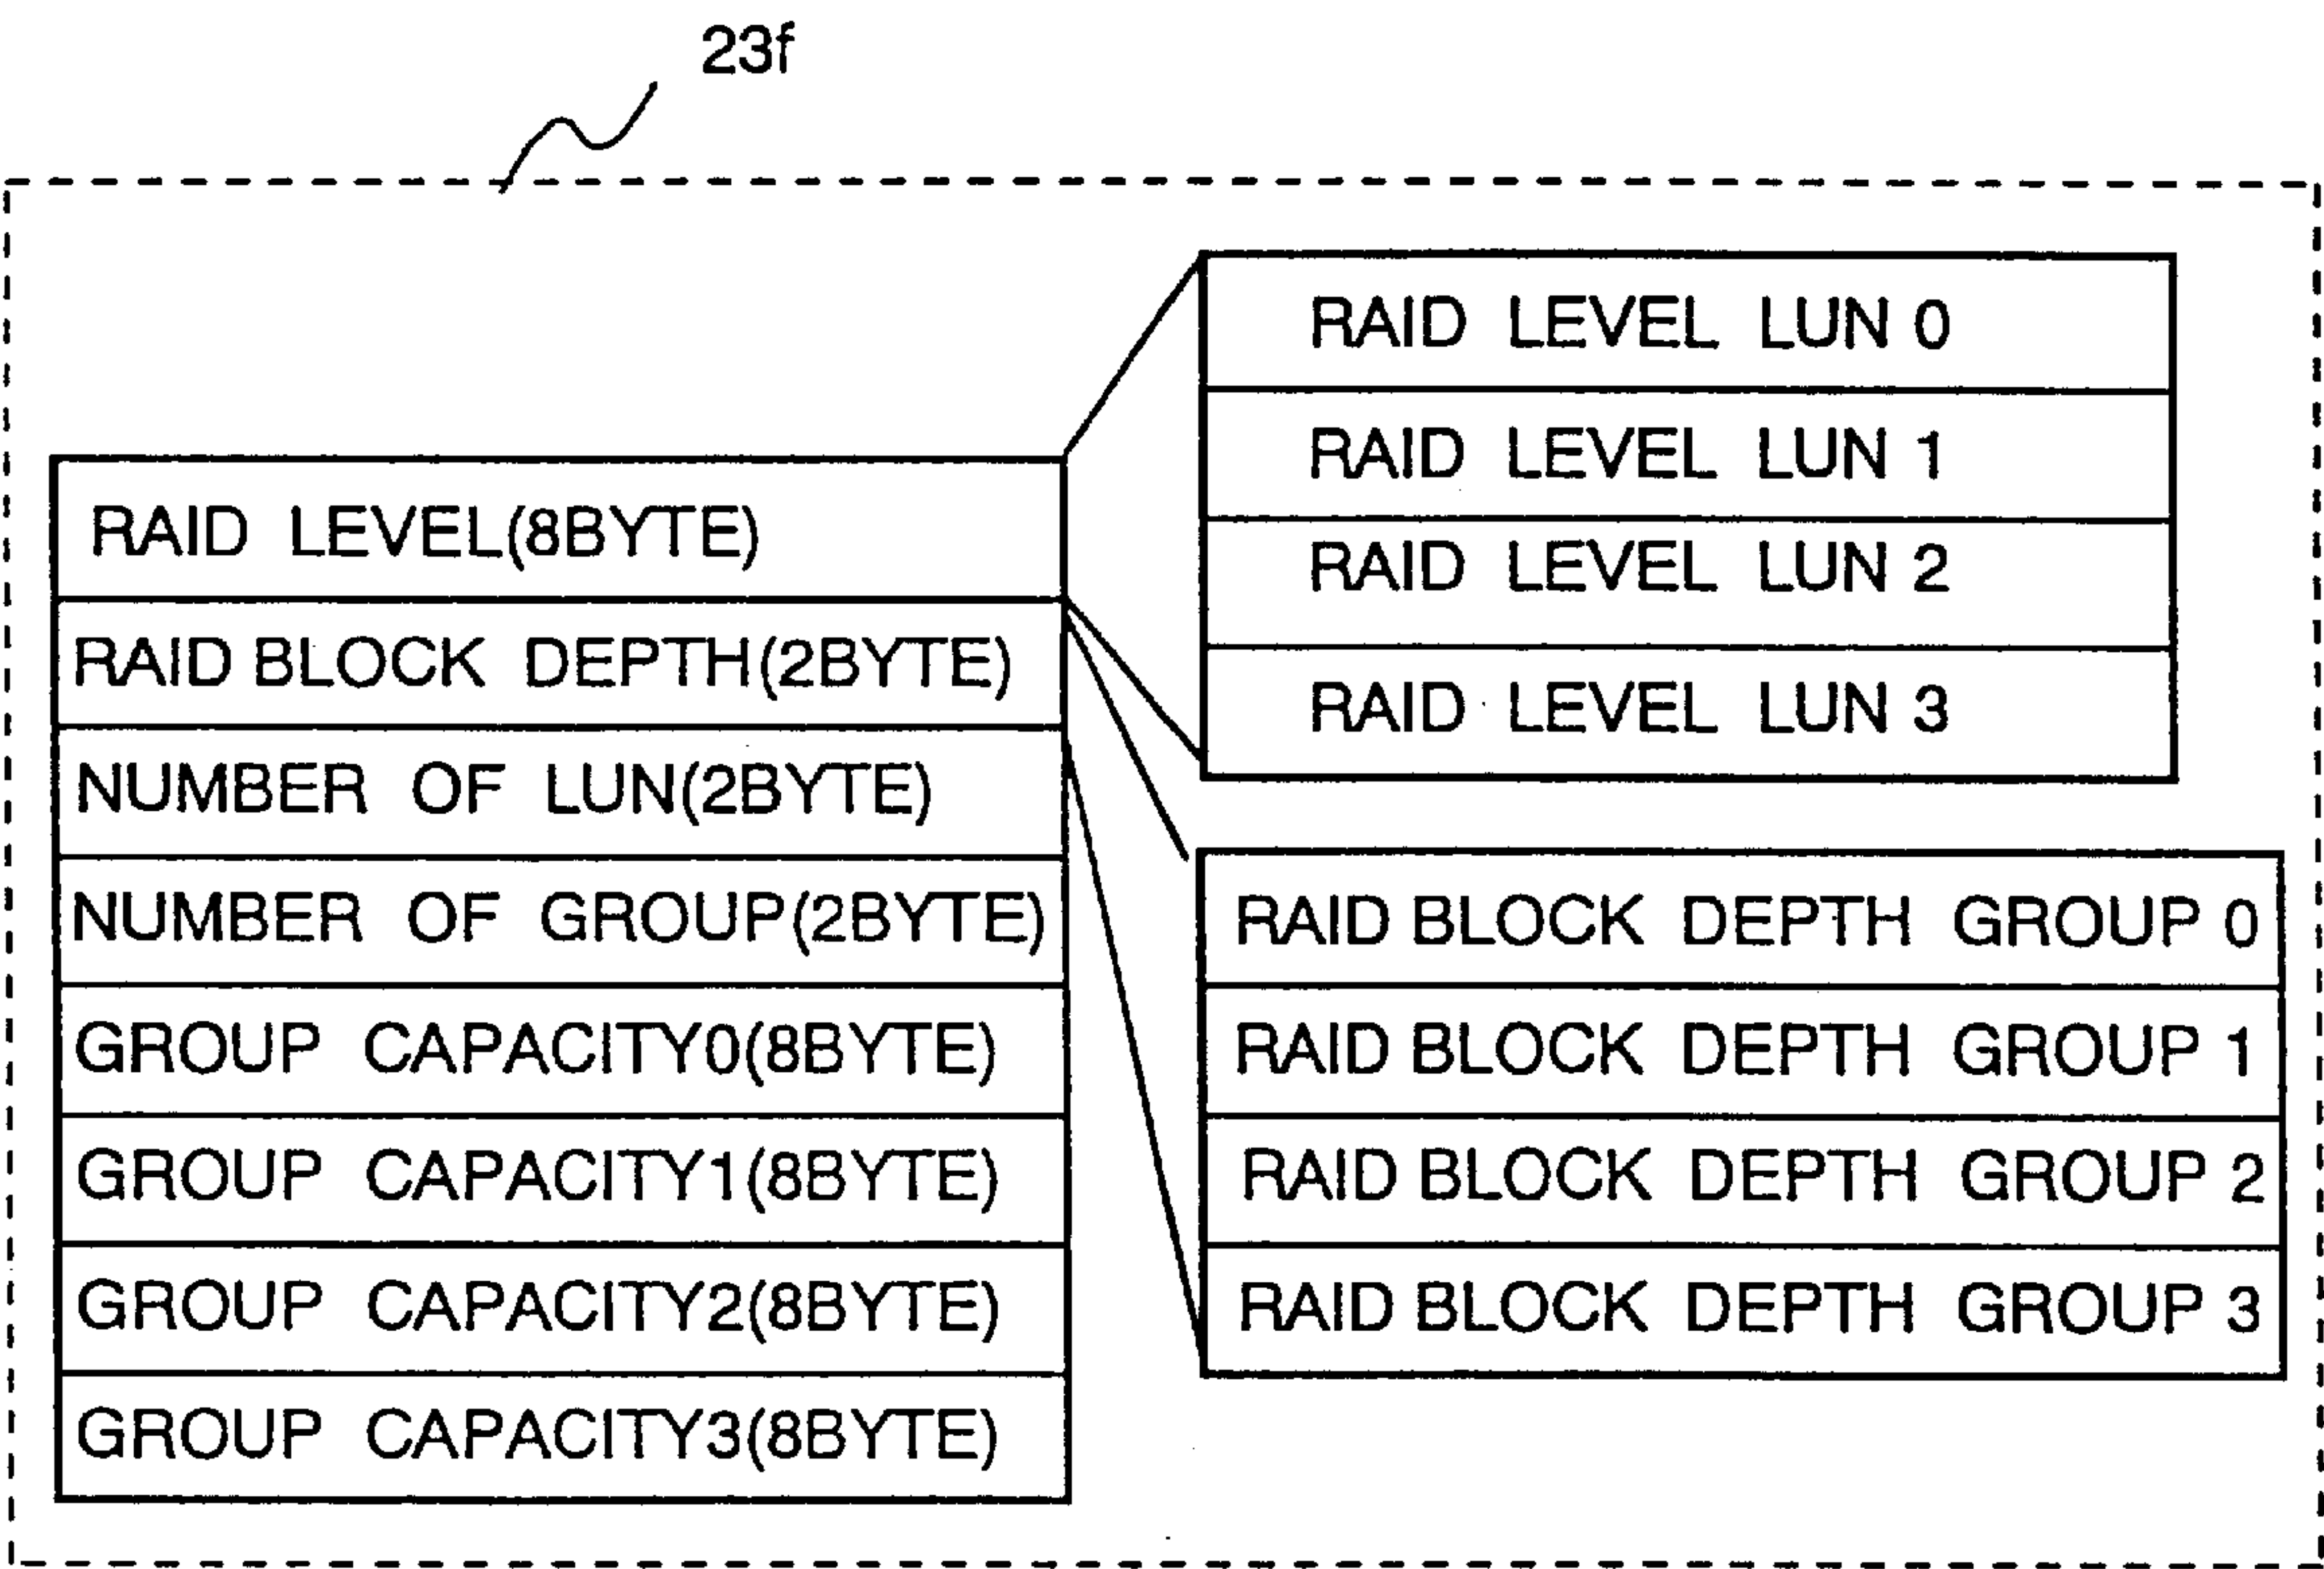 23f
RAID LEVEL(8BYTE)
RAID BLOCK DEPTH(2BYTE)
NUMBER OF LUN(2BYTE)
NUMBER OF GROUP(2BYTE)
GROUP CAPACITY0(8BYTE)
GROUP CAPACITY1(8BYTE)
GROUP CAPACITY2(8BYTE)
GROUP CAPACITY3(8BYTE)
RAID LEVEL LUN 0
RAID LEVEL LUN 1
RAID LEVEL LUN 2
RAID LEVEL LUN 3
RAID BLOCK DEPTH GROUP 0
RAID BLOCK DEPTH GROUP 1
RAID BLOCK DEPTH GROUP 2
RAID BLOCK DEPTH GROUP 3